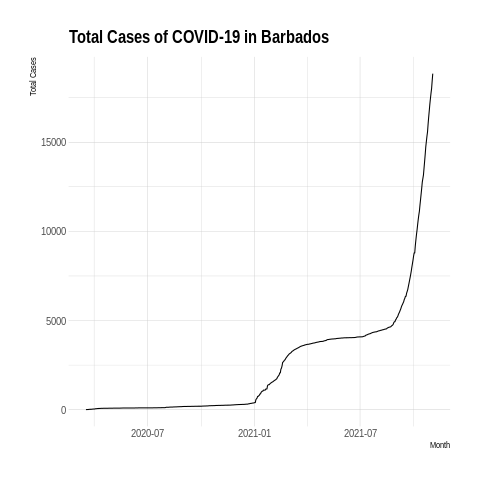 Total Cases of COVID-19 in Barbados
Total Cases
15000
10000
5000
0
2020-07 2021-01 2021-07
Month